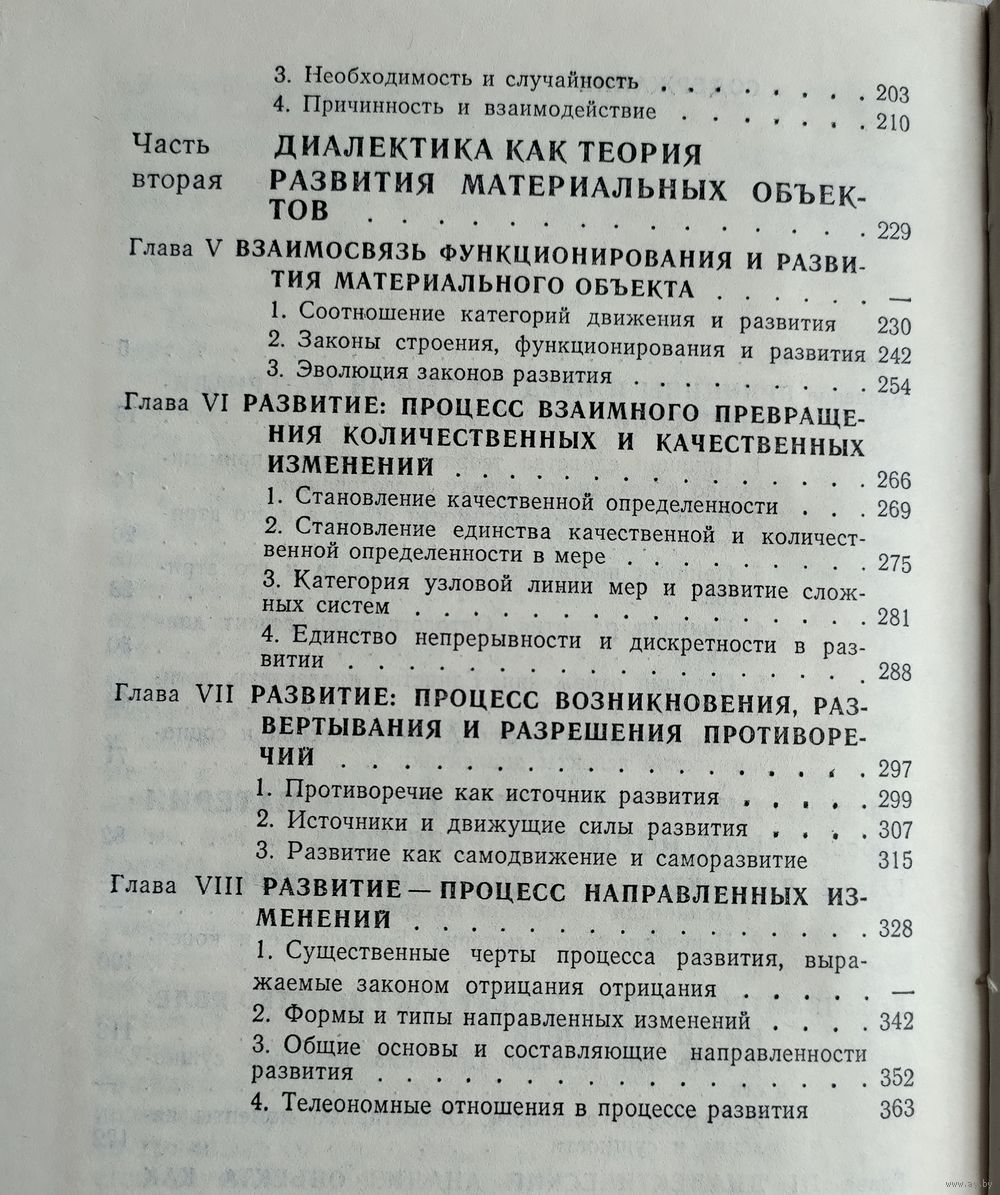 3. Необходимость и случайность . . . . . . . . 203
4. Причинность и взаимодействие . . . . . . . 210
Часть ДИАЛЕКТИКА КАК ТЕОРИЯ
вторая РАЗВИТИЯ МАТЕРИАЛЬНЫХ ОБЪЕК-
ТОВ . . . . . . . . . . . . . . 229
Глава V ВЗАИМОСВЯЗЬ ФУНКЦИОНИРОВАНИЯ И РАЗВИ-
ТИЯ МАТЕРИАЛЬНОГО ОБЪЕКТА . . . . . . —
1. Соотношение категорий движения и развития 230
2. Законы строения, функционирования и развития 242
3. Эволюция законов развития . . . . . . . . . 254
Глава VI РАЗВИТИЕ: ПРОЦЕСС ВЗАИМНОГО ПРЕВРАЩЕ-
НИЯ КОЛИЧЕСТВЕННЫХ И КАЧЕСТВЕННЫХ
ИЗМЕНЕНИЙ . . . . . . . . . . . . . . . 266
1. Становление качественной определенности . . . 269
2. Становление единства качественной и количест-
венной определенности в мере . . . . . . . . . 275
3. Категория узловой линии мер и развитие слож-
ных систем . . . . . . . . . . . . . . . . 281
4. Единство непрерывности и дискретности в раз-
витии . . . . . . . . . . . . . . . . . . 288
Глава VII РАЗВИТИЕ: ПРОЦЕСС ВОЗНИКНОВЕНИЯ, РАЗ-
ВЕРТЫВАНИЯ И РАЗРЕШЕНИЯ ПРОТИВОРЕ-
ЧИЙ . . . . . . . . . . . . . . . . . . 297
1. Противоречие как источник развития . . . . . 299
2. Источники и движущие силы развития . . . . 307
3. Развитие как самодвижение и саморазвитие 315
Глава VIII РАЗВИТИЕ — ПРОЦЕСС НАПРАВЛЕННЫХ ИЗ-
МЕНЕНИЙ . . . . . . . . . . . . . . . . 328
1. Существенные черты процесса развития, выра-
жаемые законом отрицания отрицания . . . . . —
2. Формы и типы направленных изменений . . . . 342
3. Общие основы и составляющие направленности
развития . . . . . . . . . . . . . . . . . 352
4. Телеономные отношения в процессе развития 363
www.ay.by